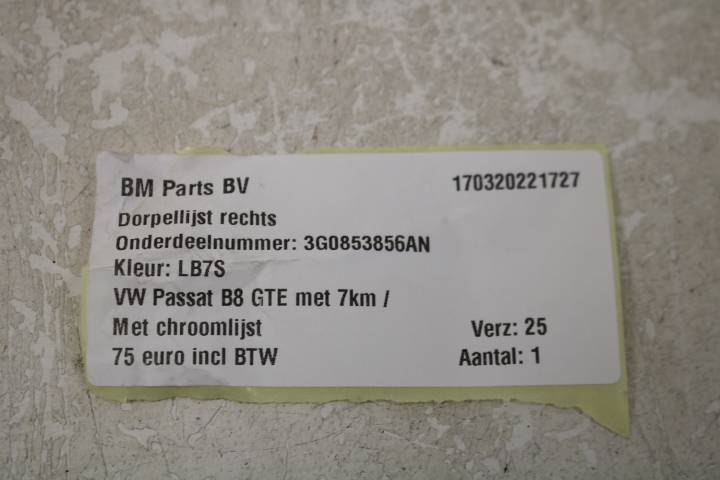 BM Parts BV 170320221727
Dorpellijst rechts
Onderdeelnummer: 3G0853856AN
Kleur: LB7S
VW Passat B8 GTE met 7km /
Met chroomlijst Verz: 25
75 euro incl BTW Aantal: 1